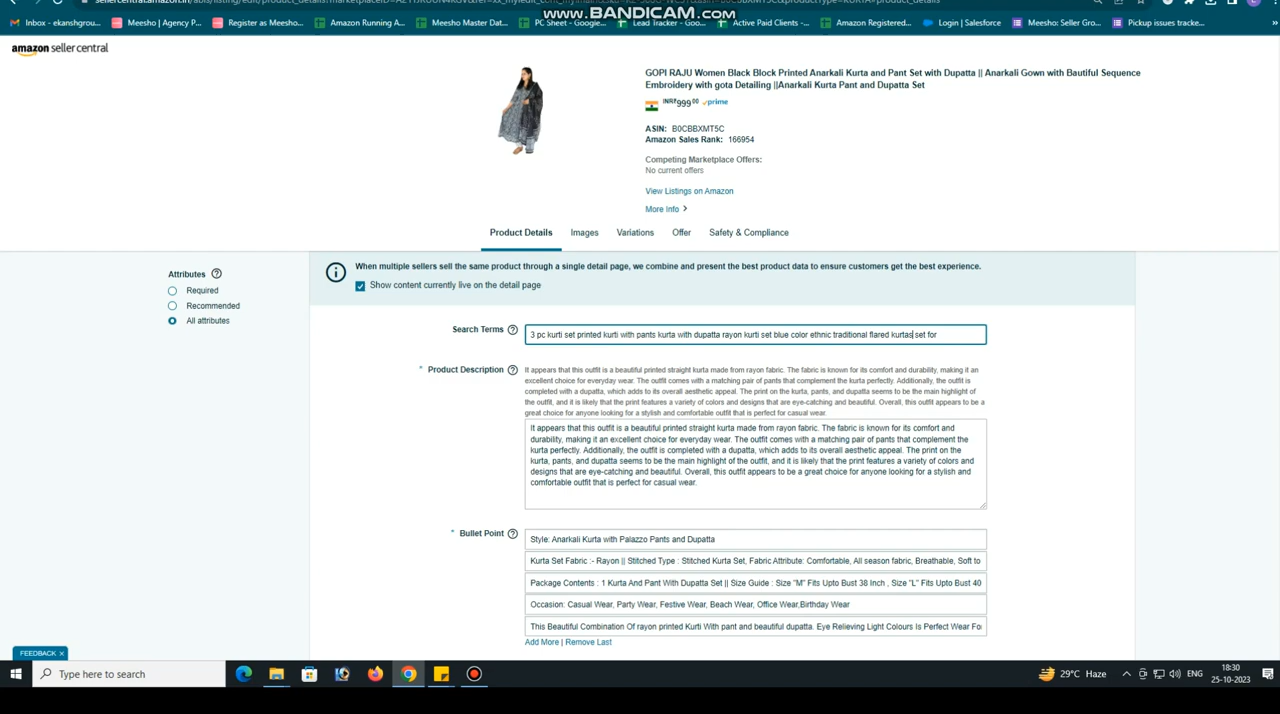 WWW.BANDICAM.COM
Inbox - ekanshgrou...
Meesho | Agency P...
Register as Meesho...
Amazon Running A...
Meesho Master Dat...
PC Sheet - Google...
Lead Tracker - Goo...
Active Paid Clients -...
Amazon Registered...
Login | Salesforce
Meesho: Seller Gro...
Pickup issues tracke...
amazon seller central
GOPI RAJU Women Black Block Printed Anarkali Kurta and Pant Set with Dupatta || Anarkali Gown with Bautiful Sequence
Embroidery with gota Detailing ||Anarkali Kurta Pant and Dupatta Set
INR₹999⁰⁰ prime
ASIN: B0CBBXMT5C
Amazon Sales Rank: 166954
Competing Marketplace Offers:
No current offers
View Listings on Amazon
More Info
Product Details
Images
Variations
Offer
Safety & Compliance
Attributes
Required
Recommended
All attributes
When multiple sellers sell the same product through a single detail page, we combine and present the best product data to ensure customers get the best experience.
Show content currently live on the detail page
Search Terms
3 pc kurti set printed kurti with pants kurta with dupatta rayon kurti set blue color ethnic traditional flared kurtas set for
* Product Description
It appears that this outfit is a beautiful printed straight kurta made from rayon fabric. The fabric is known for its comfort and durability, making it an
excellent choice for everyday wear. The outfit comes with a matching pair of pants that complement the kurta perfectly. Additionally, the outfit is
completed with a dupatta, which adds to its overall aesthetic appeal. The print on the kurta, pants, and dupatta seems to be the main highlight of
the outfit, and it is likely that the print features a variety of colors and designs that are eye-catching and beautiful. Overall, this outfit appears to be a
great choice for anyone looking for a stylish and comfortable outfit that is perfect for casual wear.
It appears that this outfit is a beautiful printed straight kurta made from rayon fabric. The fabric is known for its comfort and
durability, making it an excellent choice for everyday wear. The outfit comes with a matching pair of pants that complement the
kurta perfectly. Additionally, the outfit is completed with a dupatta, which adds to its overall aesthetic appeal. The print on the
kurta, pants, and dupatta seems to be the main highlight of the outfit, and it is likely that the print features a variety of colors and
designs that are eye-catching and beautiful. Overall, this outfit appears to be a great choice for anyone looking for a stylish and
comfortable outfit that is perfect for casual wear.
* Bullet Point
Style: Anarkali Kurta with Palazzo Pants and Dupatta
Kurta Set Fabric :- Rayon || Stitched Type : Stitched Kurta Set, Fabric Attribute: Comfortable, All season fabric, Breathable, Soft to
Package Contents : 1 Kurta And Pant With Dupatta Set || Size Guide : Size "M" Fits Upto Bust 38 Inch , Size "L" Fits Upto Bust 40
Occasion: Casual Wear, Party Wear, Festive Wear, Beach Wear, Office Wear,Birthday Wear
This Beautiful Combination Of rayon printed Kurti With pant and beautiful dupatta. Eye Relieving Light Colours Is Perfect Wear Fo
Add More | Remove Last
FEEDBACK ×
Type here to search
29°C Haze
ENG
18:30
25-10-2023